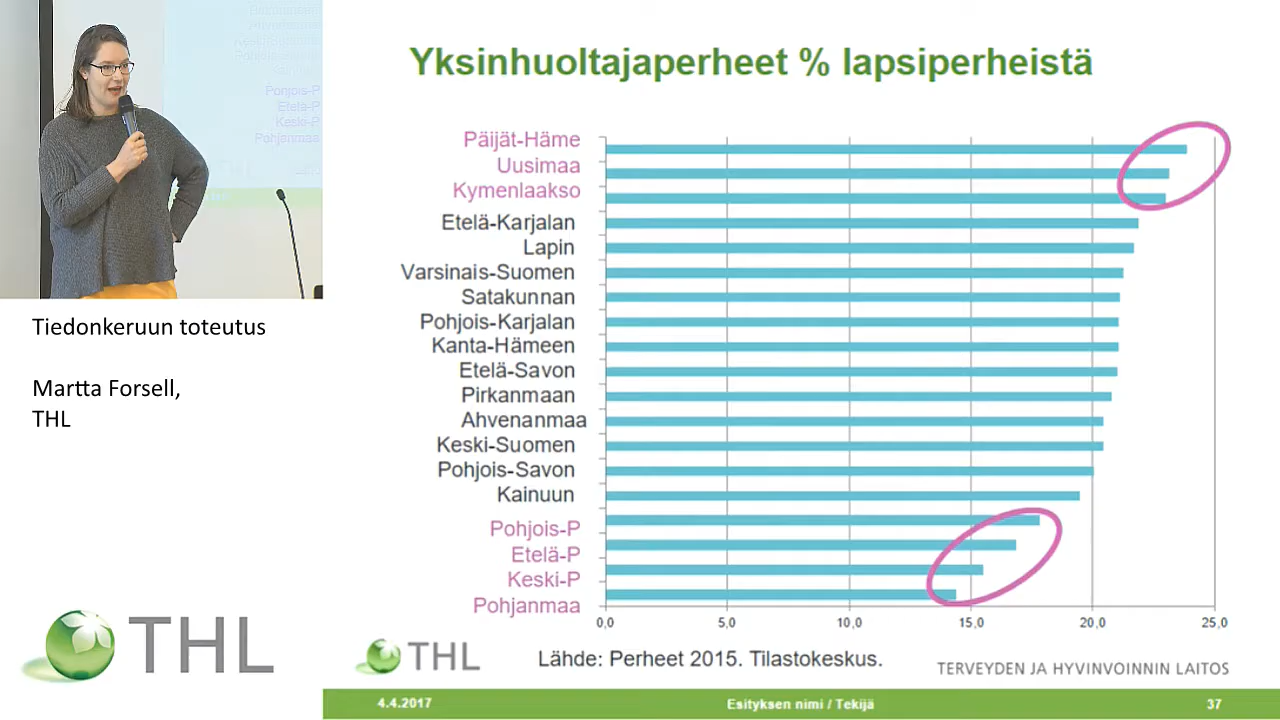 Pohjois-P
Etelä-P
Keski-P
Pohjanmaa
Tiedonkeruun toteutus
Martta Forsell,
THL
THL
Yksinhuoltajaperheet % lapsiperheistä
Päijät-Häme
Uusimaa
Kymenlaakso
Etelä-Karjalan
Lapin
Varsinais-Suomen
Satakunnan
Pohjois-Karjalan
Kanta-Hämeen
Etelä-Savon
Pirkanmaan
Ahvenanmaa
Keski-Suomen
Pohjois-Savon
Kainuun
Pohjois-P
Etelä-P
Keski-P
Pohjanmaa
0,0 5,0 10,0 15,0 20,0 25,0
THL
Lähde: Perheet 2015. Tilastokeskus.
TERVEYDEN JA HYVINVOINNIN LAITOS
4.4.2017 Esityksen nimi / Tekijä 37